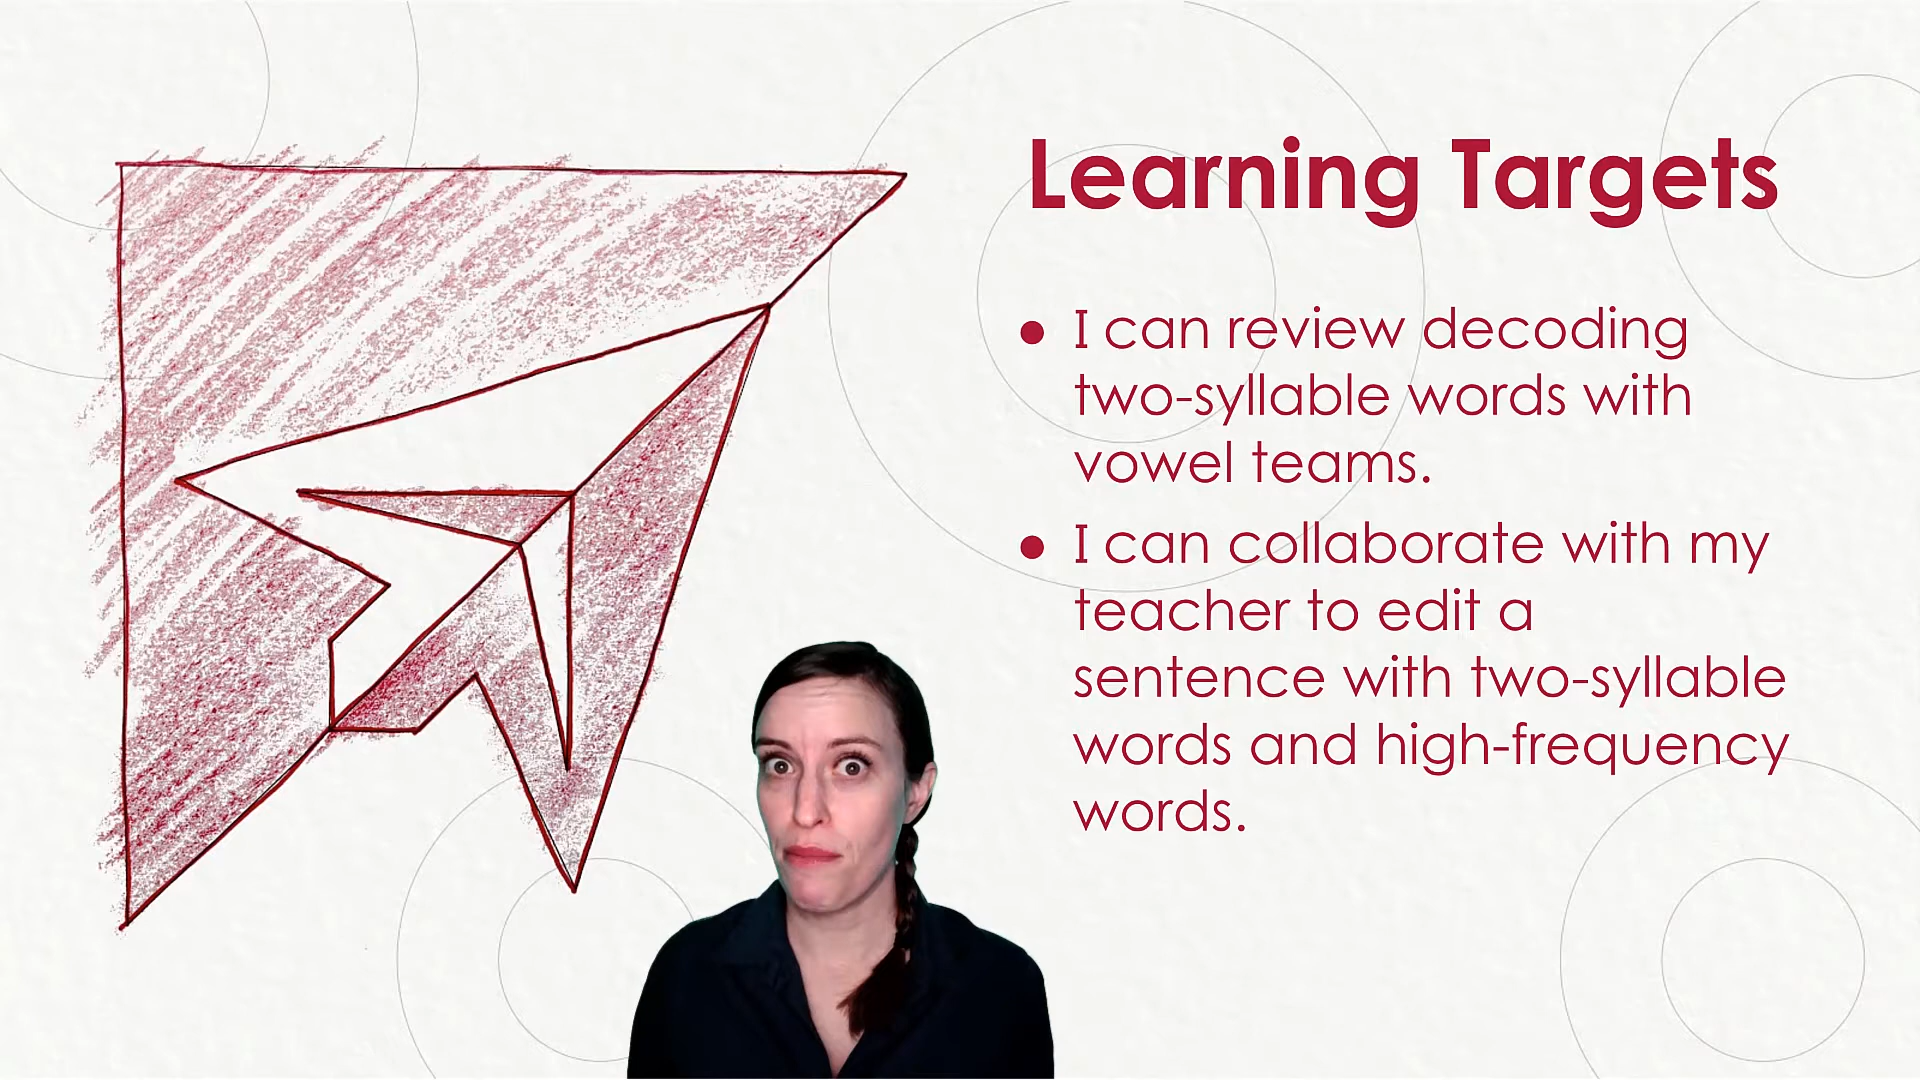 Learning Targets
● I can review decoding
two-syllable words with
vowel teams.
● I can collaborate with my
teacher to edit a
sentence with two-syllable
words and high-frequency
words.